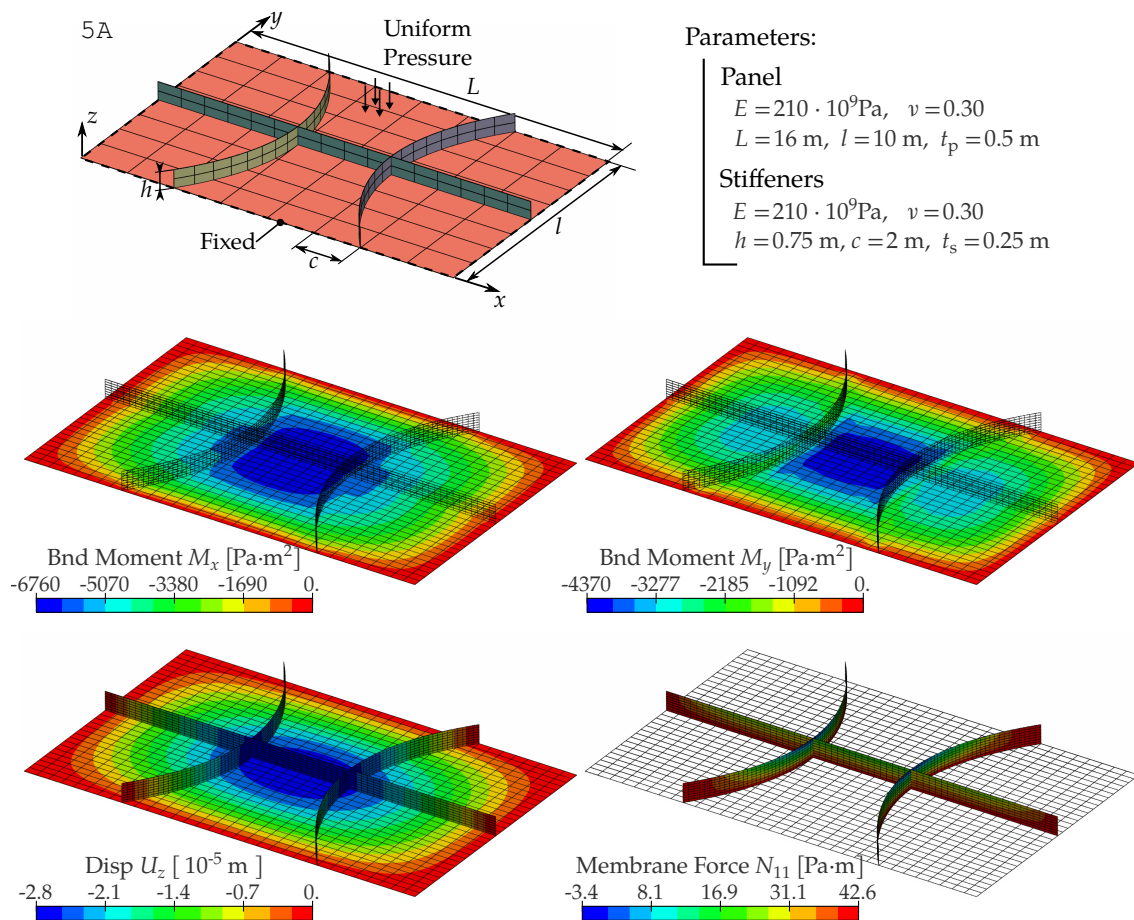 5A
y
Uniform
Pressure
L
z
h
Fixed
c
l
x
Parameters:
Panel
E = 210 · 10⁹Pa, ν = 0.30
L = 16 m, l = 10 m, tₚ = 0.5 m
Stiffeners
E = 210 · 10⁹Pa, ν = 0.30
h = 0.75 m, c = 2 m, tₛ = 0.25 m
Bnd Moment Mₓ [Pa·m²]
-6760 -5070 -3380 -1690 0.
Bnd Moment M_y [Pa·m²]
-4370 -3277 -2185 -1092 0.
Disp U_z [ 10⁻⁵ m ]
-2.8 -2.1 -1.4 -0.7 0.
Membrane Force N₁₁ [Pa·m]
-3.4 8.1 16.9 31.1 42.6